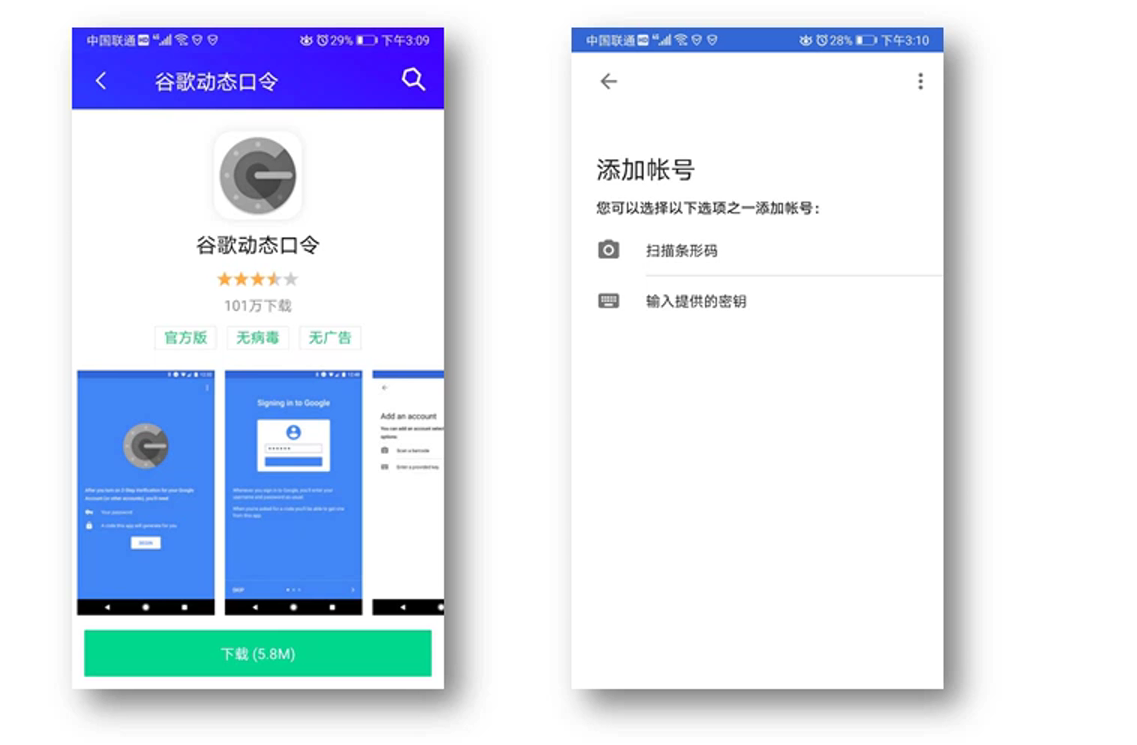 中国联通 HD 29% 下午3:09
谷歌动态口令
谷歌动态口令
101万下载
官方版 无病毒 无广告
After you turn on 2-Step Verification for your Google
Account (or other accounts), you'll need
Your password
A code this app will generate for you
BEGIN
Signing in to Google
Whenever you sign in to Google, you'll enter your
username and password as usual.
When you're asked for a code you'll be able to get one
from this app
SKIP
Add an account
You can add an account select
options:
Scan a barcode
Enter a provided key
下载 (5.8M)
中国联通 HD 28% 下午3:10
添加帐号
您可以选择以下选项之一添加帐号：
扫描条形码
输入提供的密钥